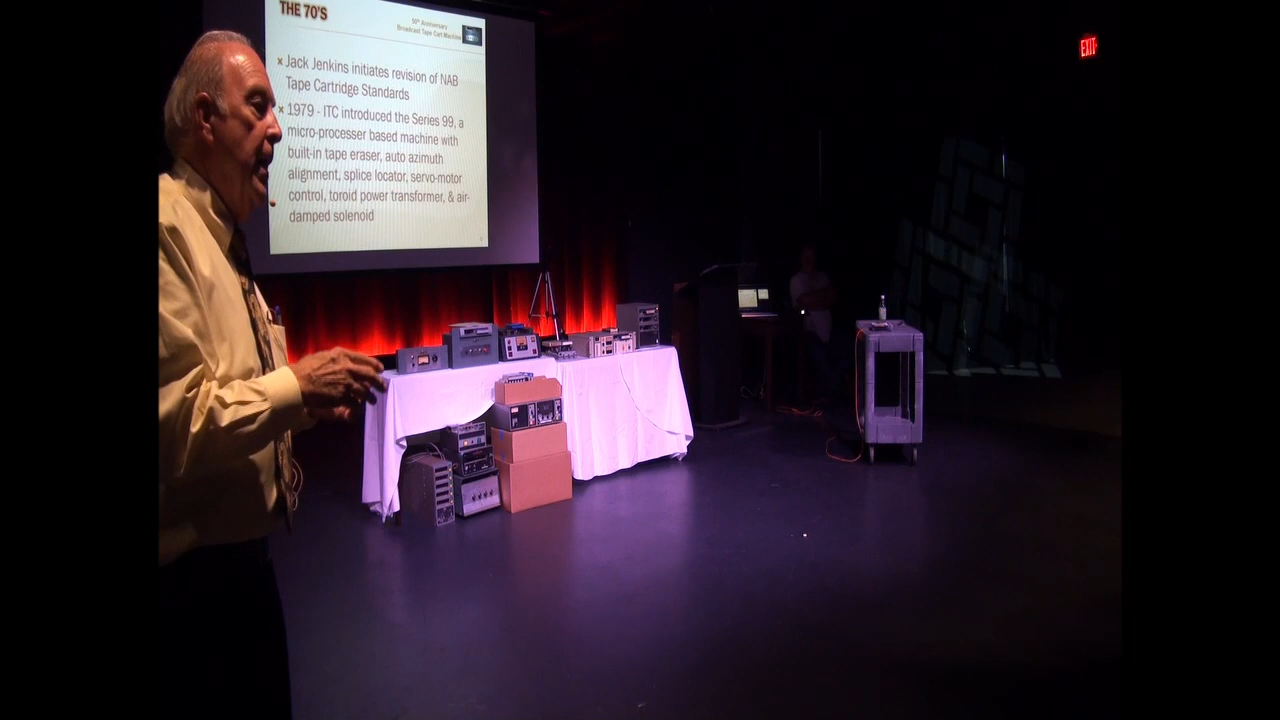 THE 70'S
50th Anniversary
Broadcast Tape Cart Machine
× Jack Jenkins initiates revision of NAB
Tape Cartridge Standards
× 1979 - ITC introduced the Series 99, a
micro-processer based machine with
built-in tape eraser, auto azimuth
alignment, splice locator, servo-motor
control, toroid power transformer, & air-
damped solenoid
EXIT